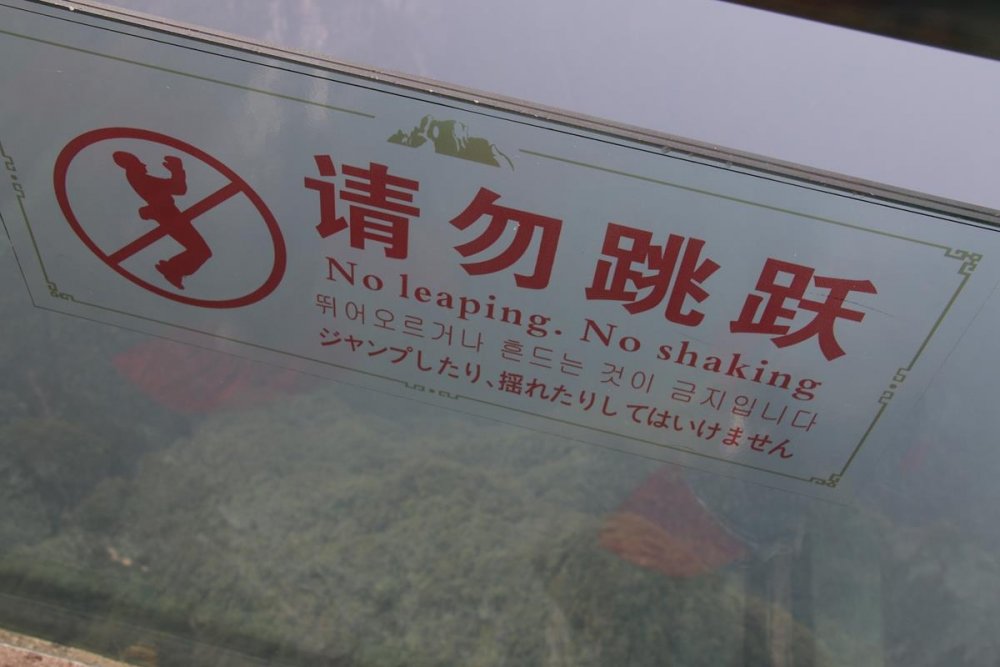 请勿跳跃
No leaping. No shaking
뛰어오르거나 흔드는 것이 금지입니다
ジャンプしたり、揺れたりしてはいけません